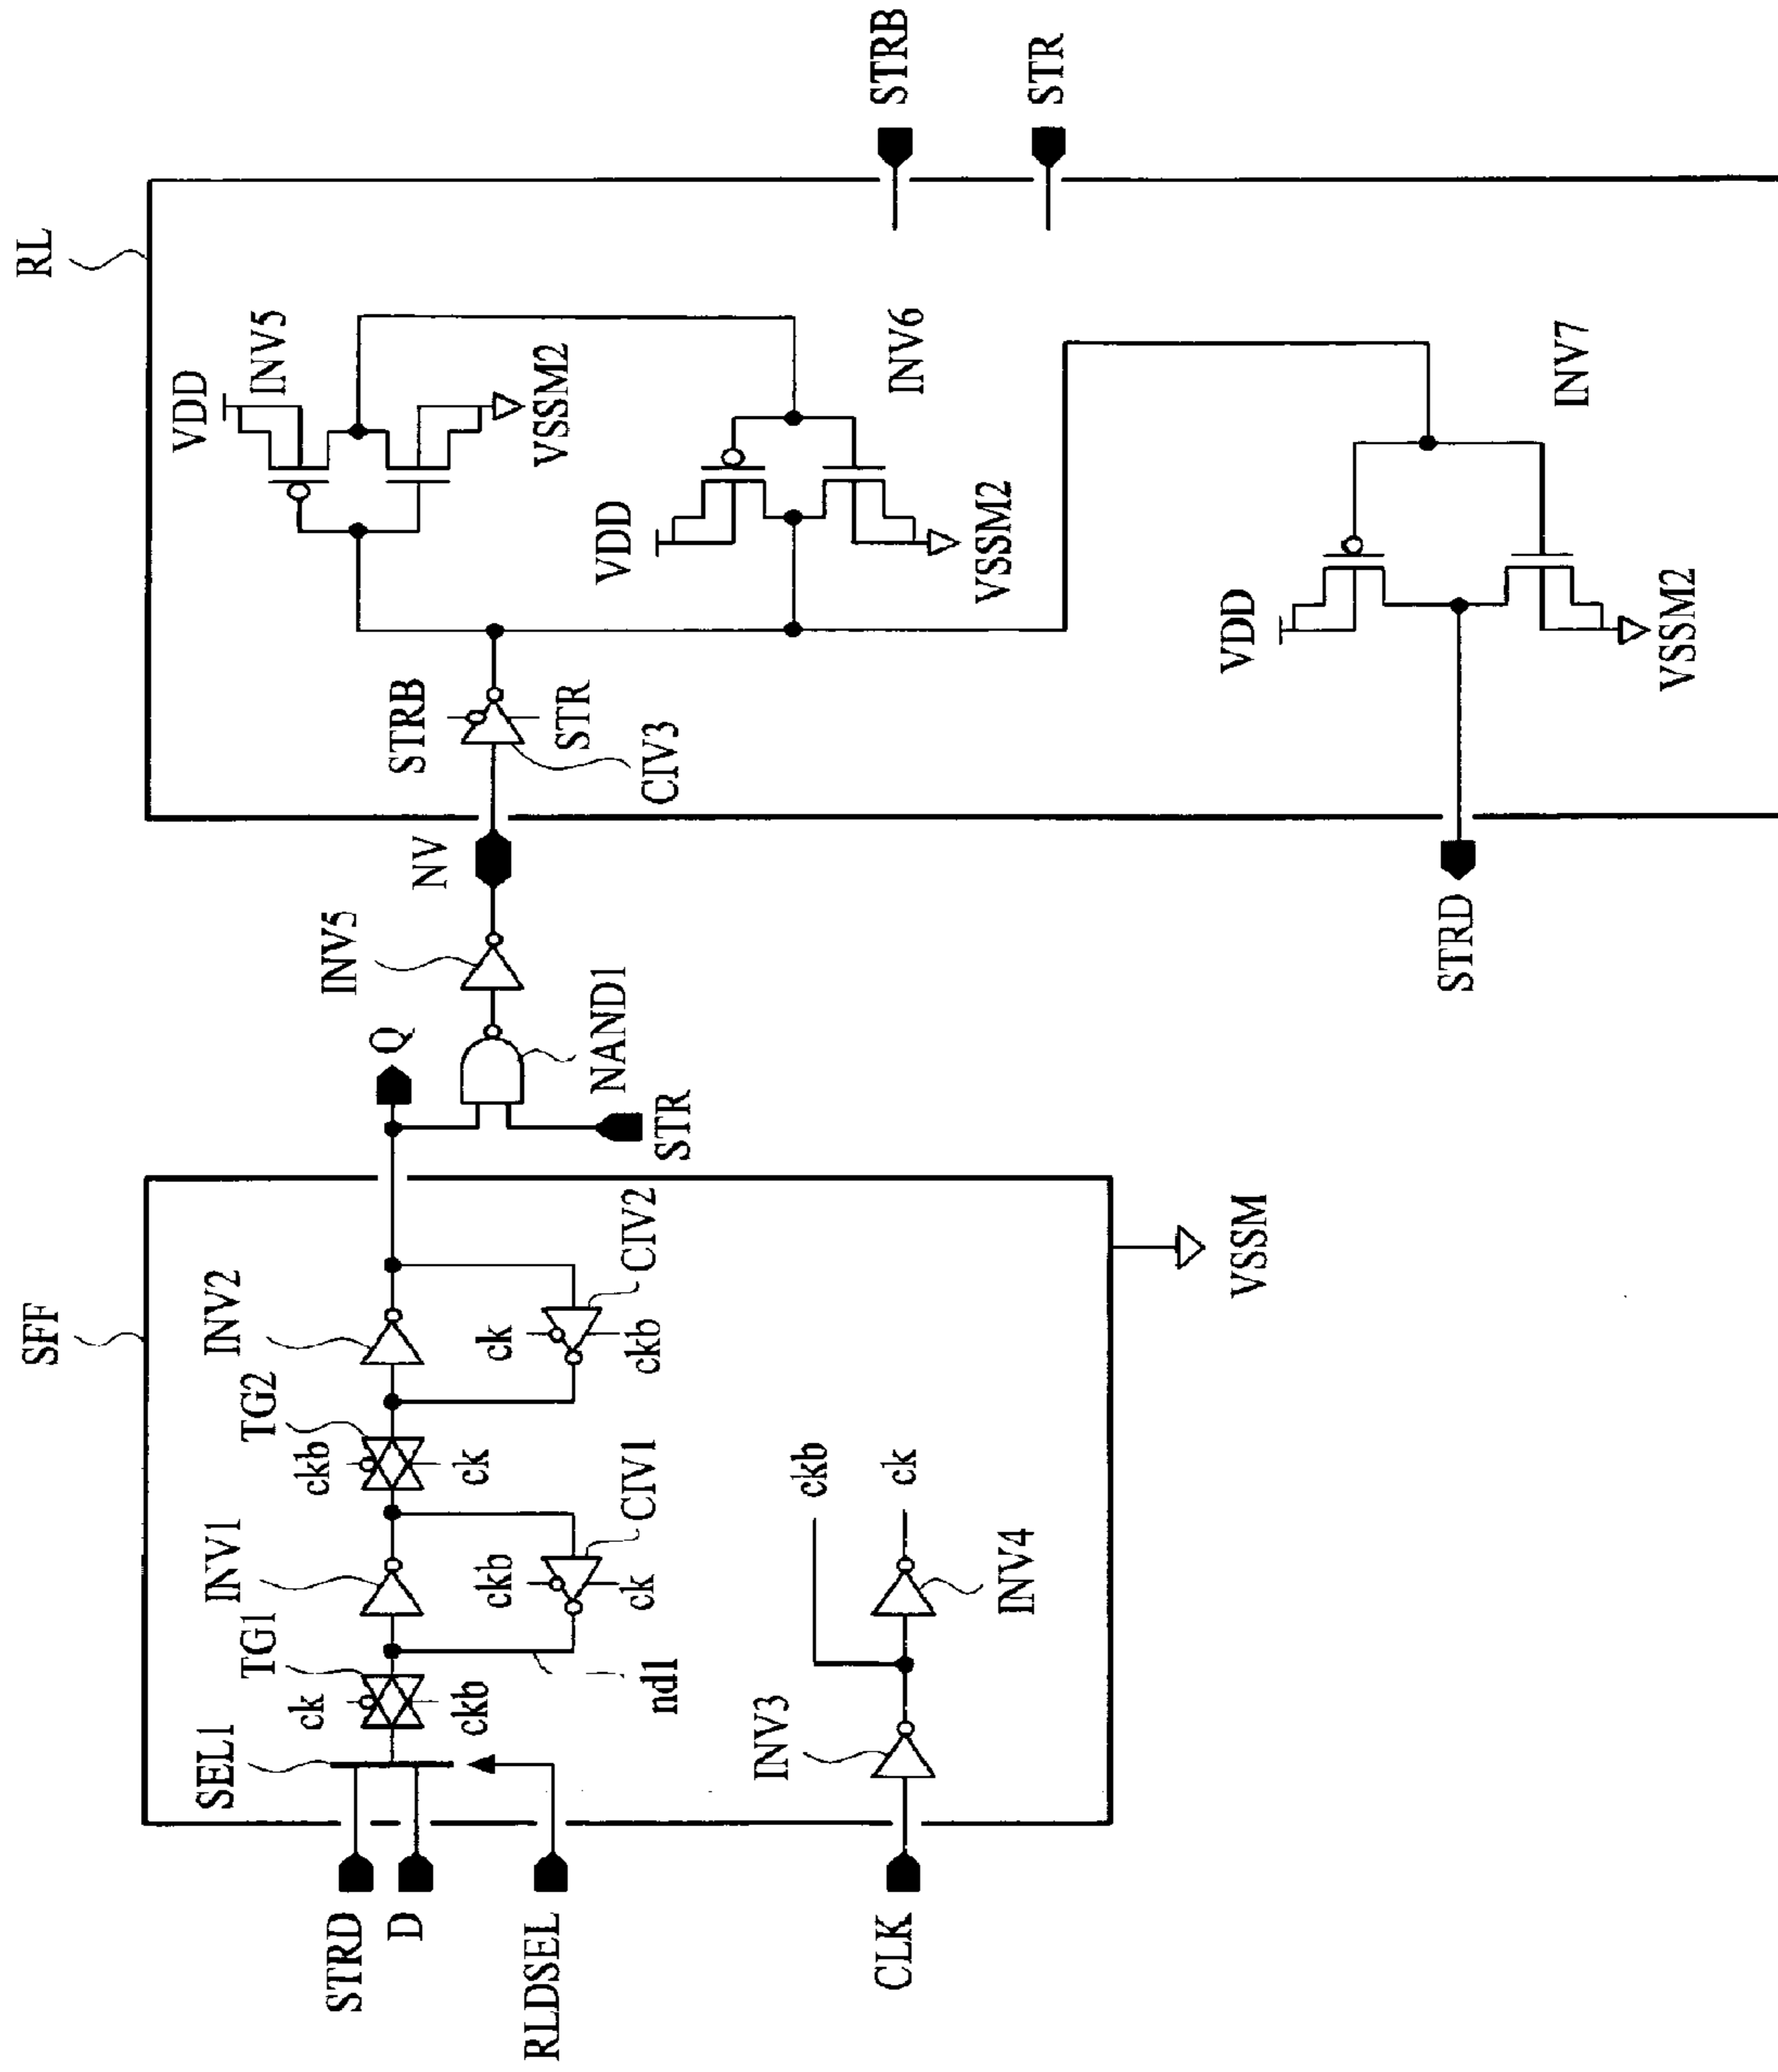 SFF
SEL1
TG1
INV1
TG2
INV2
ck
ckb
ckb
ck
STRD
D
nd1
ckb
ck
CIV1
ck
ckb
CIV2
RLDSEL
CLK
INV3
ckb
ck
INV4
VSSM
Q
STR
NAND1
INV5
NV
RL
STRB
STR
CIV3
VDD
INV5
VSSM2
VDD
INV6
VSSM2
VDD
INV7
VSSM2
STRD
STRB
STR